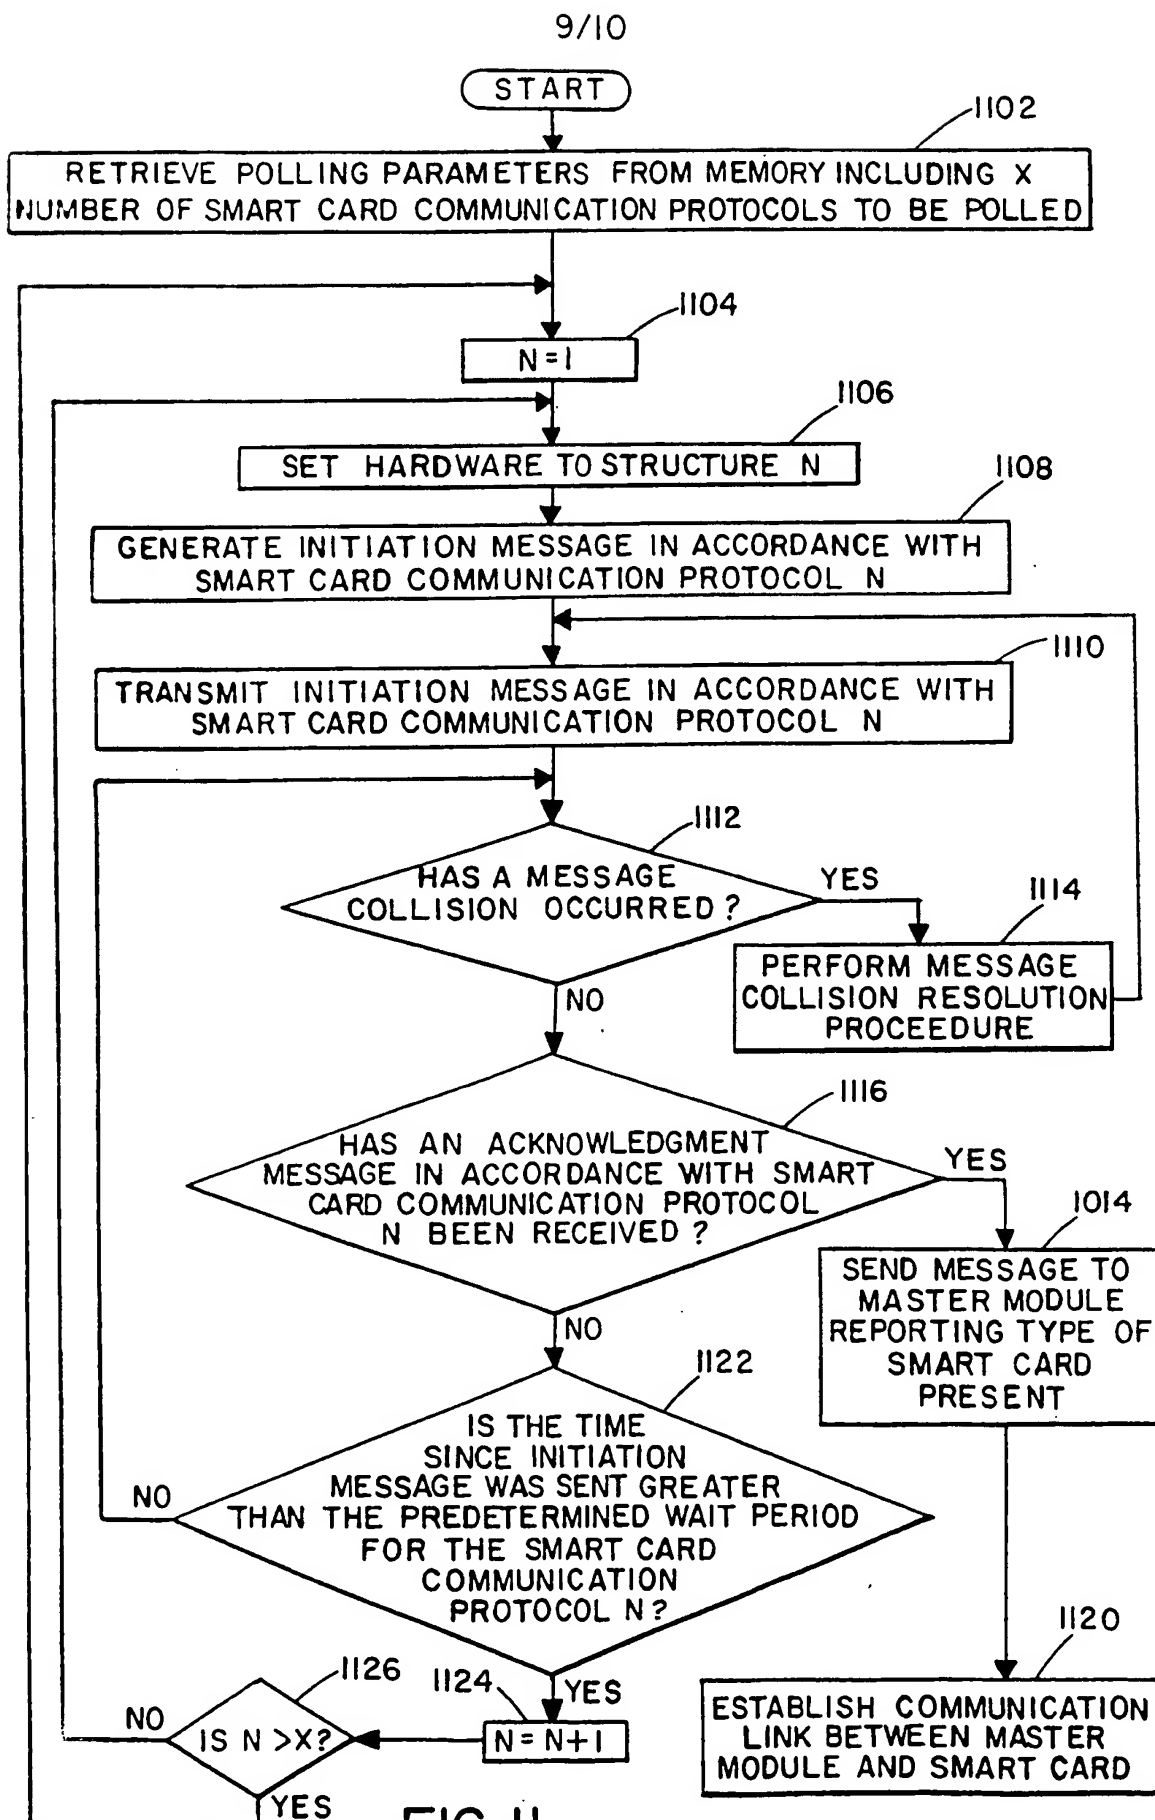 9/10
START
1102
RETRIEVE POLLING PARAMETERS FROM MEMORY INCLUDING X
NUMBER OF SMART CARD COMMUNICATION PROTOCOLS TO BE POLLED
1104
N=1
1106
SET HARDWARE TO STRUCTURE N
1108
GENERATE INITIATION MESSAGE IN ACCORDANCE WITH
SMART CARD COMMUNICATION PROTOCOL N
1110
TRANSMIT INITIATION MESSAGE IN ACCORDANCE WITH
SMART CARD COMMUNICATION PROTOCOL N
1112
HAS A MESSAGE
COLLISION OCCURRED?
YES
1114
PERFORM MESSAGE
COLLISION RESOLUTION
PROCEEDURE
NO
1116
HAS AN ACKNOWLEDGMENT
MESSAGE IN ACCORDANCE WITH SMART
CARD COMMUNICATION PROTOCOL
N BEEN RECEIVED?
YES
1014
SEND MESSAGE TO
MASTER MODULE
REPORTING TYPE OF
SMART CARD
PRESENT
NO
1122
IS THE TIME
SINCE INITIATION
MESSAGE WAS SENT GREATER
THAN THE PREDETERMINED WAIT PERIOD
FOR THE SMART CARD
COMMUNICATION
PROTOCOL N?
NO
YES
1124
N=N+1
1126
IS N>X?
NO
YES
1120
ESTABLISH COMMUNICATION
LINK BETWEEN MASTER
MODULE AND SMART CARD
FIG. 11